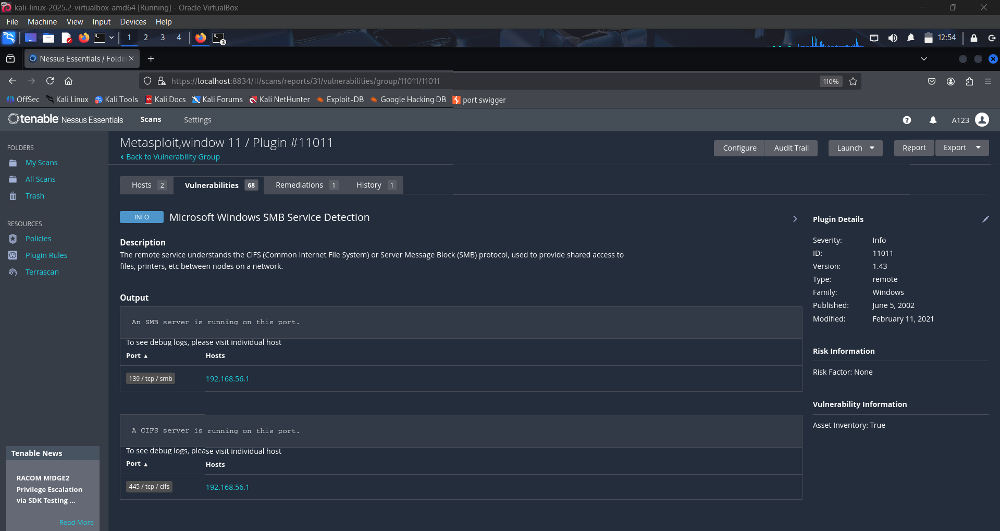 kali-linux-2025.2-virtualbox-amd64 [Running] - Oracle VirtualBox
File Machine View Input Devices Help
1 2 3 4 3 12:54
Nessus Essentials / Folde
https://localhost:8834/#/scans/reports/31/vulnerabilities/group/11011/11011 110%
OffSec Kali Linux Kali Tools Kali Docs Kali Forums Kali NetHunter Exploit-DB Google Hacking DB port swigger
tenable Nessus Essentials Scans Settings A123
FOLDERS
My Scans
All Scans
Trash
RESOURCES
Policies
Plugin Rules
Terrascan
Tenable News
RACOM M!DGE2
Privilege Escalation
via SDK Testing ...
Read More
Metasploit,window 11 / Plugin #11011
Back to Vulnerability Group
Configure Audit Trail Launch Report Export
Hosts 2 Vulnerabilities 68 Remediations 1 History 1
INFO Microsoft Windows SMB Service Detection
Description
The remote service understands the CIFS (Common Internet File System) or Server Message Block (SMB) protocol, used to provide shared access to
files, printers, etc between nodes on a network.
Output
An SMB server is running on this port.
To see debug logs, please visit individual host
Port ▲ Hosts
139 / tcp / smb 192.168.56.1
A CIFS server is running on this port.
To see debug logs, please visit individual host
Port ▲ Hosts
445 / tcp / cifs 192.168.56.1
Plugin Details
Severity: Info
ID: 11011
Version: 1.43
Type: remote
Family: Windows
Published: June 5, 2002
Modified: February 11, 2021
Risk Information
Risk Factor: None
Vulnerability Information
Asset Inventory: True